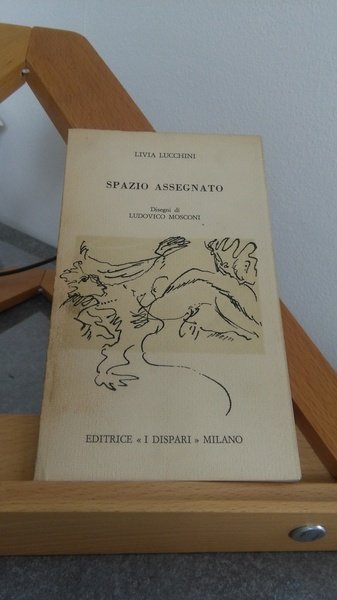 LIVIA LUCCHINI
SPAZIO ASSEGNATO
Disegni di
LUDOVICO MOSCONI
EDITRICE « I DISPARI » MILANO